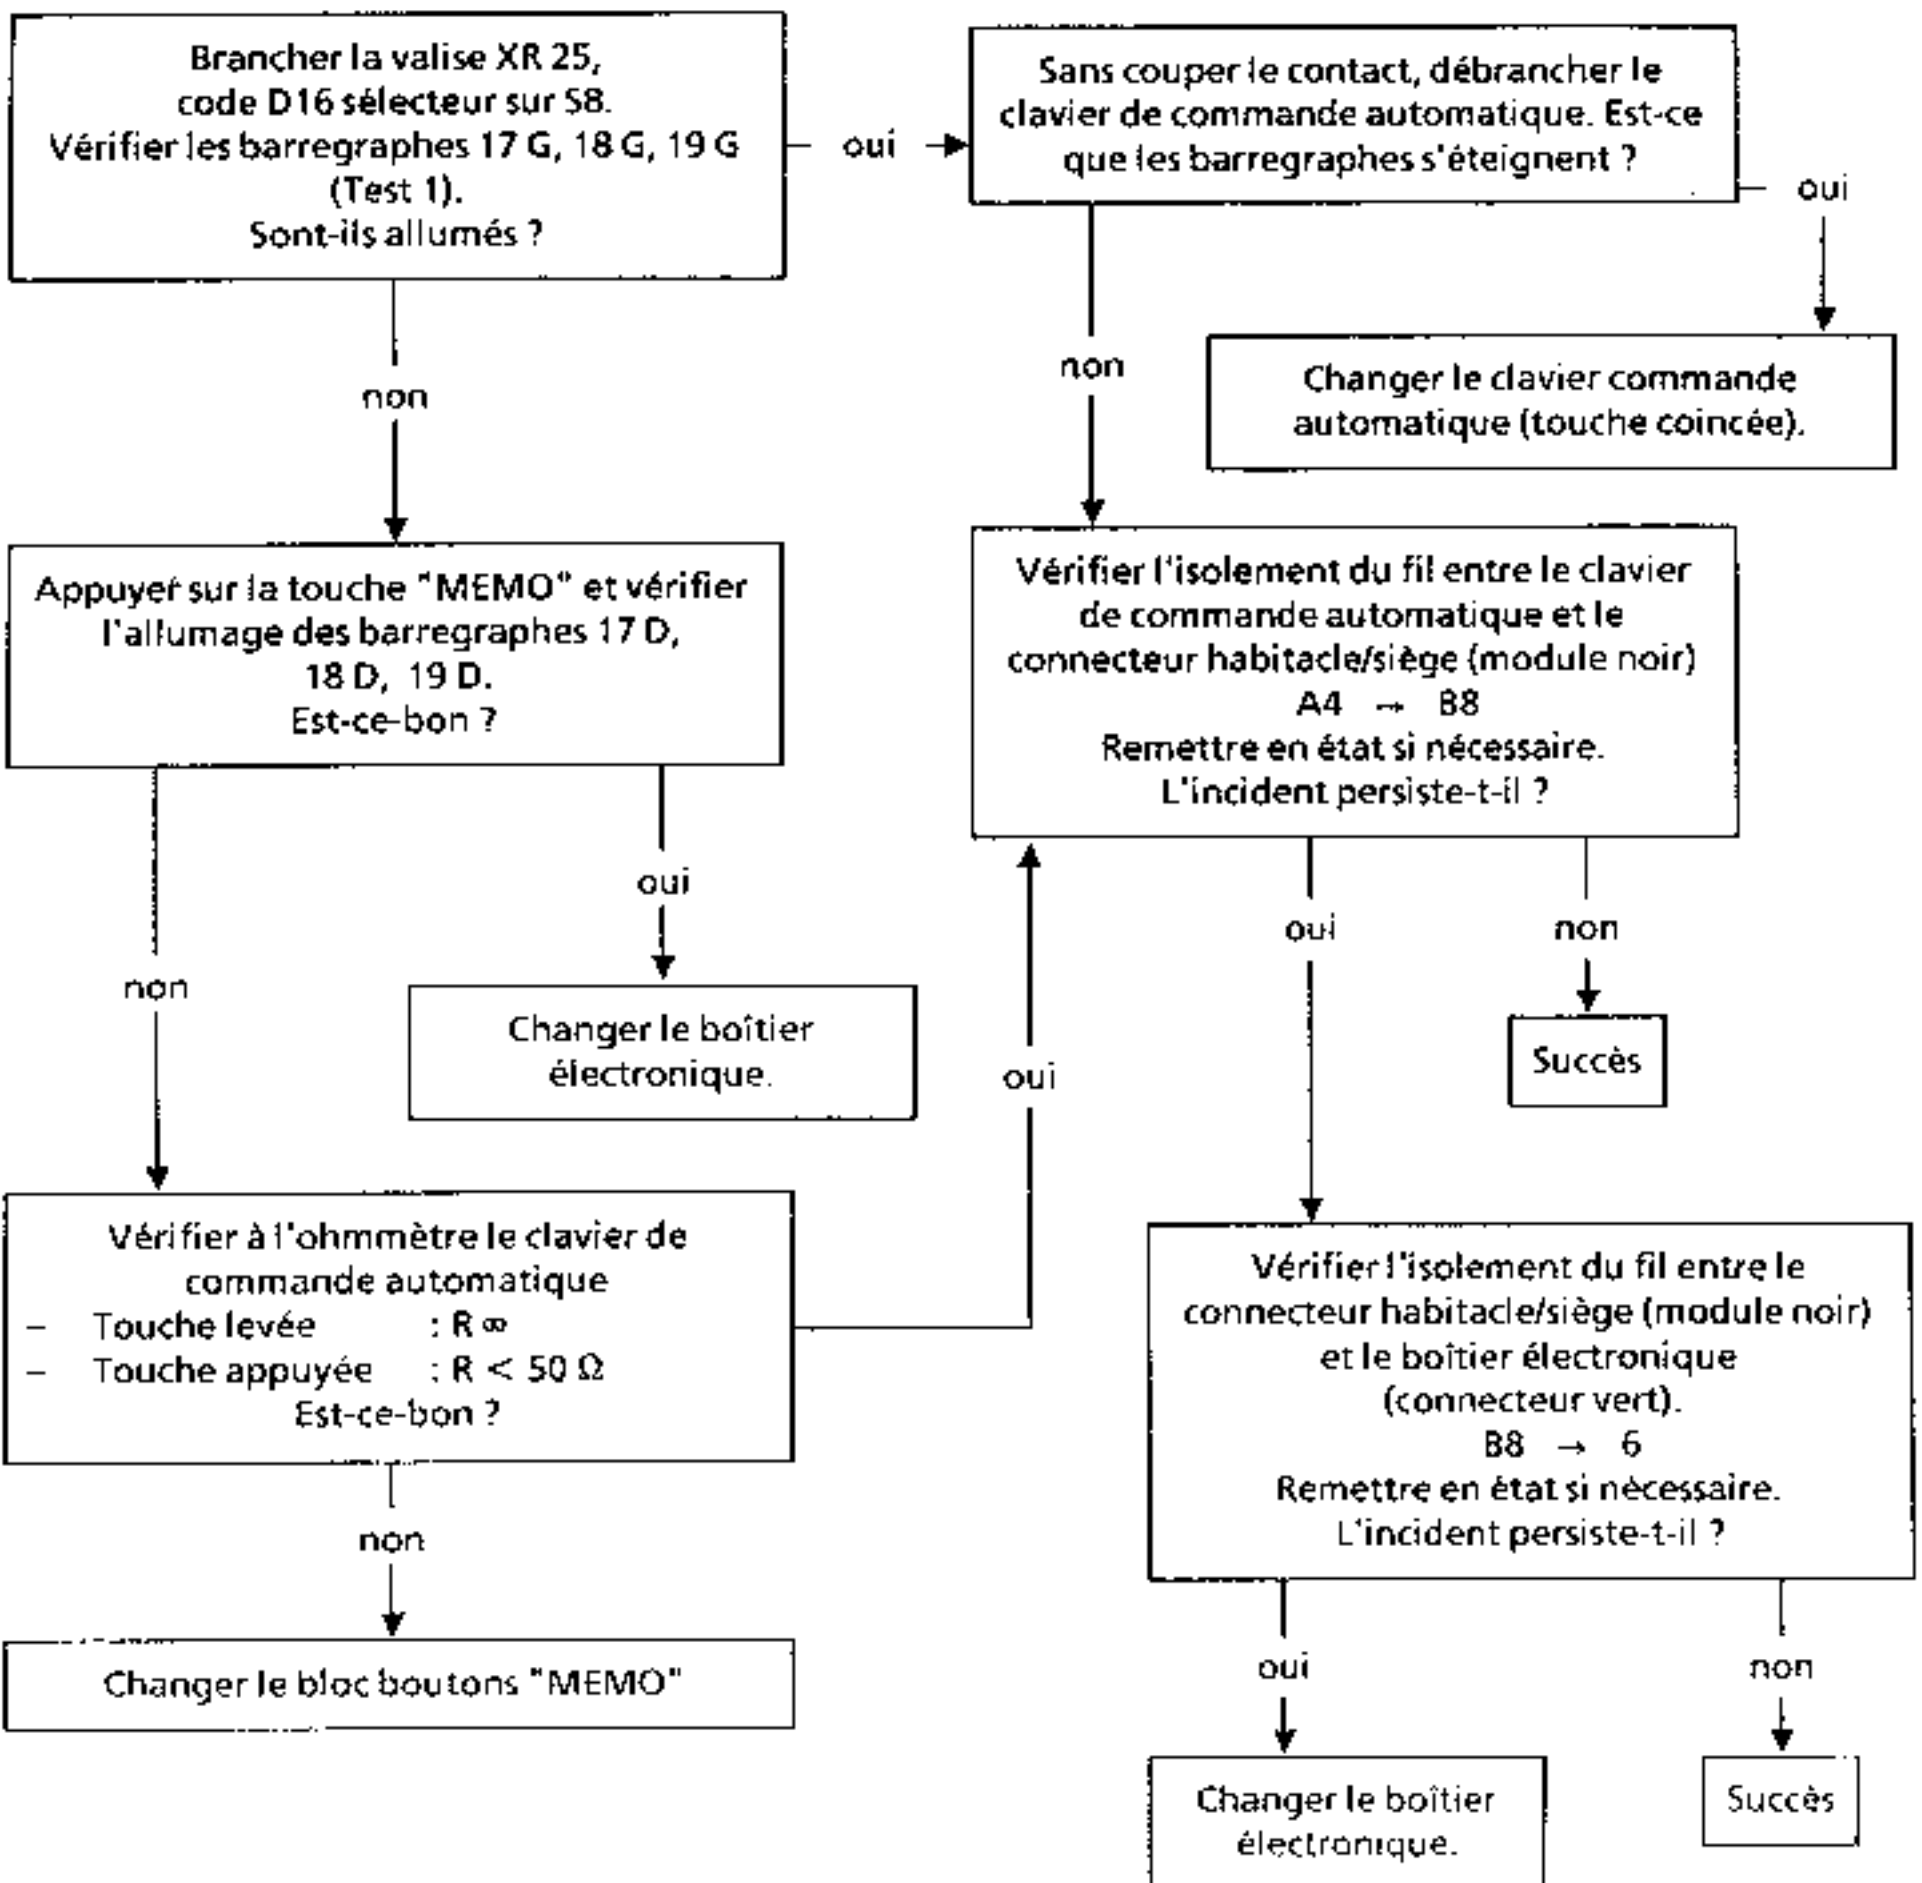 Brancher la valise XR 25,
code D16 sélecteur sur S8.
Vérifier les barregraphes 17 G, 18 G, 19 G
(Test 1).
Sont-ils allumés ?
oui
Sans couper le contact, débrancher le
clavier de commande automatique. Est-ce
que les barregraphes s'éteignent ?
oui
non
non
Changer le clavier commande
automatique (touche coincée).
Appuyer sur la touche "MEMO" et vérifier
l'allumage des barregraphes 17 D,
18 D, 19 D.
Est-ce-bon ?
Vérifier l'isolement du fil entre le clavier
de commande automatique et le
connecteur habitacle/siège (module noir)
A4 → B8
Remettre en état si nécessaire.
L'incident persiste-t-il ?
oui
non
oui
non
Changer le boîtier
électronique.
oui
Succès
Vérifier à l'ohmmètre le clavier de
commande automatique
– Touche levée : R ∞
– Touche appuyée : R < 50 Ω
Est-ce-bon ?
non
Vérifier l'isolement du fil entre le
connecteur habitacle/siège (module noir)
et le boîtier électronique
(connecteur vert).
B8 → 6
Remettre en état si nécessaire.
L'incident persiste-t-il ?
Changer le bloc boutons "MEMO"
oui
non
Changer le boîtier
électronique.
Succès